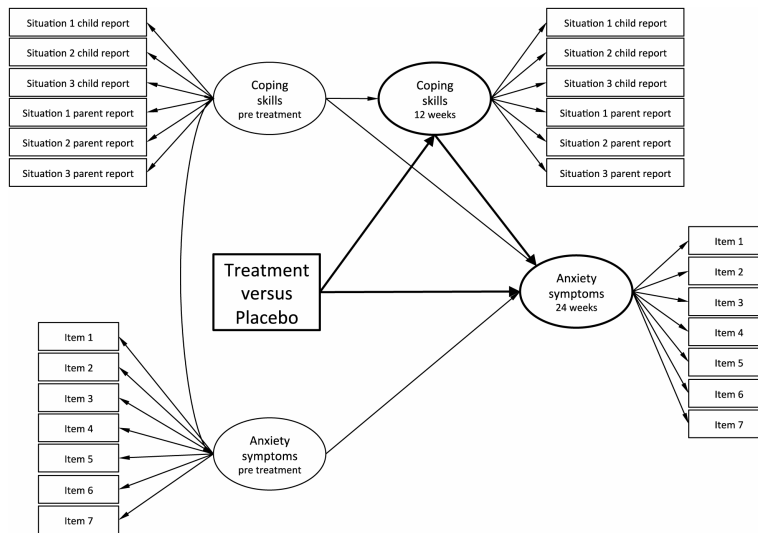 Situation 1 child report
Situation 2 child report
Situation 3 child report
Situation 1 parent report
Situation 2 parent report
Situation 3 parent report
Coping
skills
pre treatment
Coping
skills
12 weeks
Situation 1 child report
Situation 2 child report
Situation 3 child report
Situation 1 parent report
Situation 2 parent report
Situation 3 parent report
Treatment
versus
Placebo
Anxiety
symptoms
24 weeks
Item 1
Item 2
Item 3
Item 4
Item 5
Item 6
Item 7
Item 1
Item 2
Item 3
Item 4
Item 5
Item 6
Item 7
Anxiety
symptoms
pre treatment